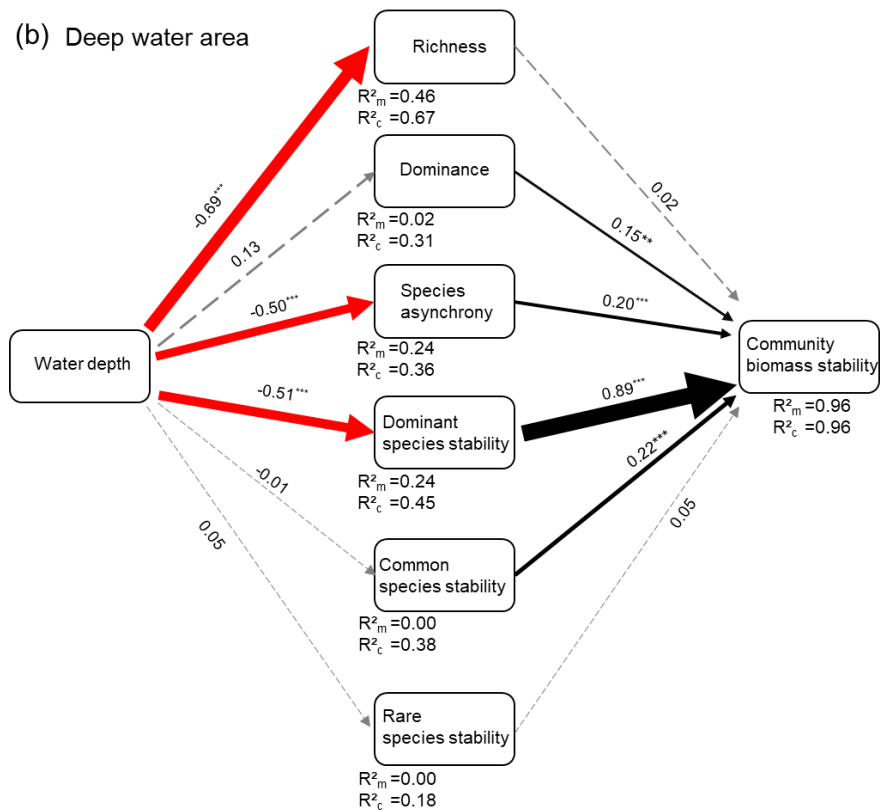 (b) Deep water area
Richness
R²m =0.46
R²c =0.67
-0.69***
0.02
Dominance
R²m =0.02
R²c =0.31
0.13
0.15**
Species
asynchrony
R²m =0.24
R²c =0.36
-0.50***
0.20***
Water depth
Community
biomass stability
R²m =0.96
R²c =0.96
-0.51***
0.89***
Dominant
species stability
R²m =0.24
R²c =0.45
-0.01
0.22***
0.05
0.05
Common
species stability
R²m =0.00
R²c =0.38
Rare
species stability
R²m =0.00
R²c =0.18